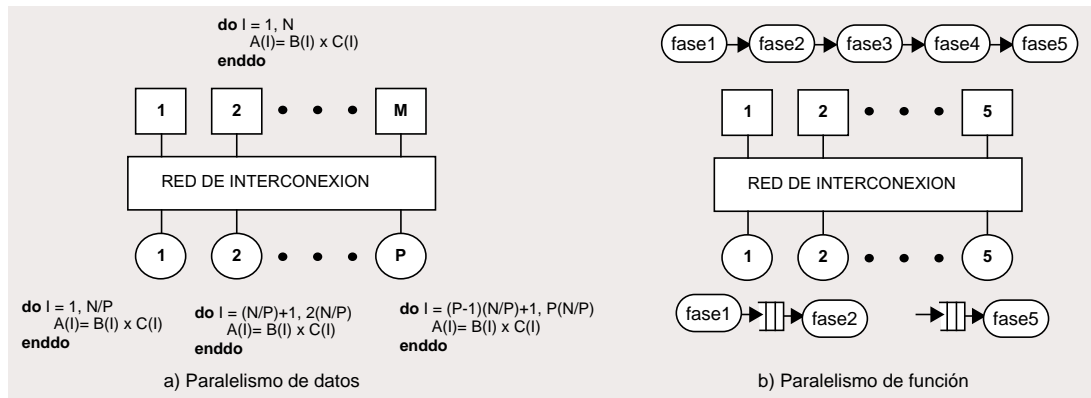 do I = 1, N
A(I)= B(I) x C(I)
enddo
1 2 • • • M
RED DE INTERCONEXION
1 2 • • • P
do I = 1, N/P
A(I)= B(I) x C(I)
enddo
do I = (N/P)+1, 2(N/P)
A(I)= B(I) x C(I)
enddo
do I = (P-1)(N/P)+1, P(N/P)
A(I)= B(I) x C(I)
enddo
a) Paralelismo de datos
fase1 fase2 fase3 fase4 fase5
1 2 • • • 5
RED DE INTERCONEXION
1 2 • • • 5
fase1 fase2 fase5
b) Paralelismo de función